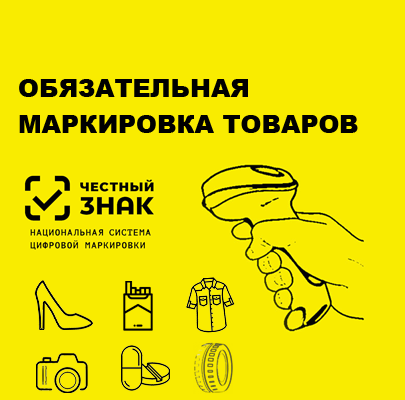 ОБЯЗАТЕЛЬНАЯ
МАРКИРОВКА ТОВАРОВ
ЧЕСТНЫЙ
ЗНАК
НАЦИОНАЛЬНАЯ СИСТЕМА
ЦИФРОВОЙ МАРКИРОВКИ